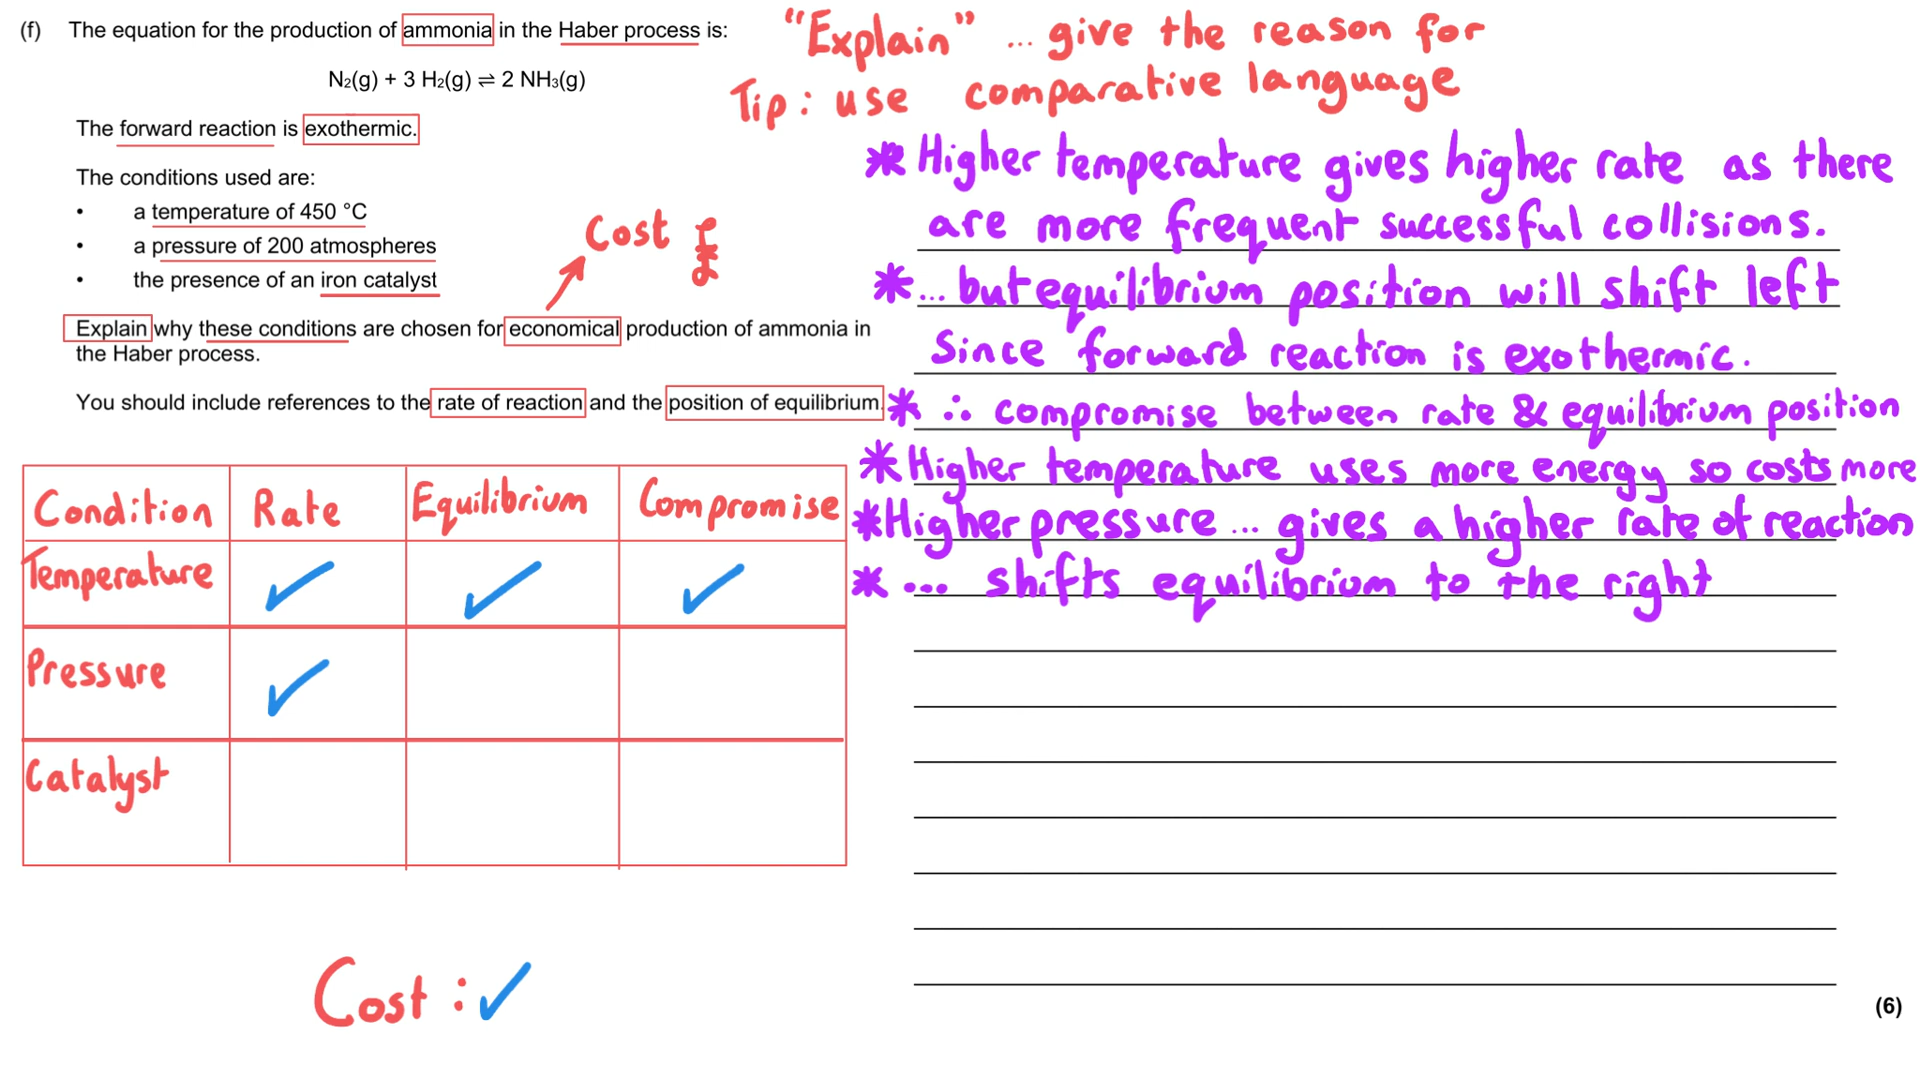 (f) The equation for the production of ammonia in the Haber process is:
N₂(g) + 3 H₂(g) ⇌ 2 NH₃(g)
The forward reaction is exothermic.
The conditions used are:
• a temperature of 450 °C
• a pressure of 200 atmospheres
• the presence of an iron catalyst
Cost £££
Explain why these conditions are chosen for economical production of ammonia in
the Haber process.
You should include references to the rate of reaction and the position of equilibrium.
Condition Rate Equilibrium Compromise
Temperature ✓ ✓ ✓
Pressure ✓
Catalyst
Cost : ✓
"Explain" ... give the reason for
Tip : use comparative language
* Higher temperature gives higher rate as there
are more frequent successful collisions.
* ... but equilibrium position will shift left
Since forward reaction is exothermic.
* ∴ compromise between rate & equilibrium position
* Higher temperature uses more energy so costs more
* Higher pressure ... gives a higher rate of reaction
* ... shifts equilibrium to the right
(6)